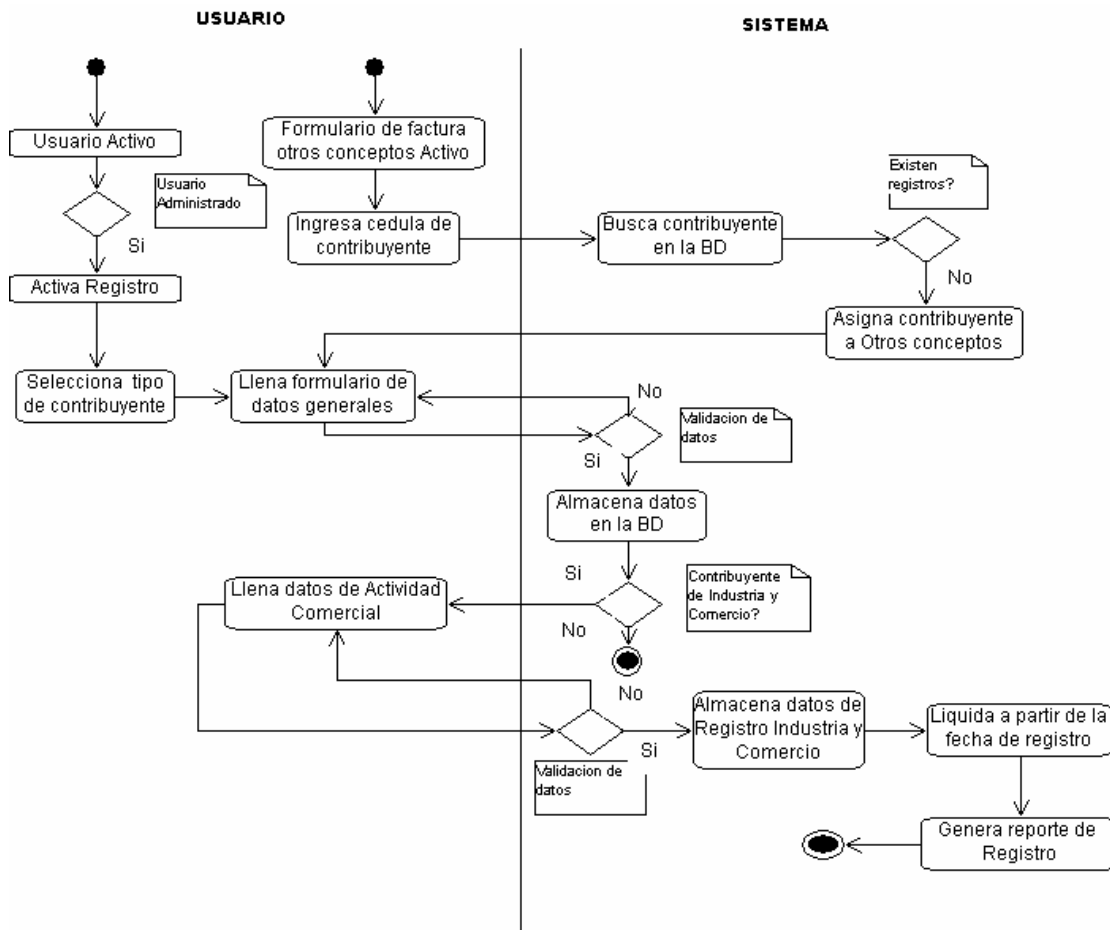 USUARIO
SISTEMA
Usuario Activo
Formulario de factura
otros conceptos Activo
Usuario
Administrado
Existen
registros?
Si
Ingresa cedula de
contribuyente
Busca contribuyente
en la BD
No
Activa Registro
Asigna contribuyente
a Otros conceptos
Selecciona tipo
de contribuyente
Llena formulario de
datos generales
No
Validacion de
datos
Si
Almacena datos
en la BD
Si
Contribuyente
de Industria y
Comercio?
Llena datos de Actividad
Comercial
No
No
Almacena datos de
Registro Industria y
Comercio
Liquida a partir de la
fecha de registro
Si
Validacion de
datos
Genera reporte de
Registro